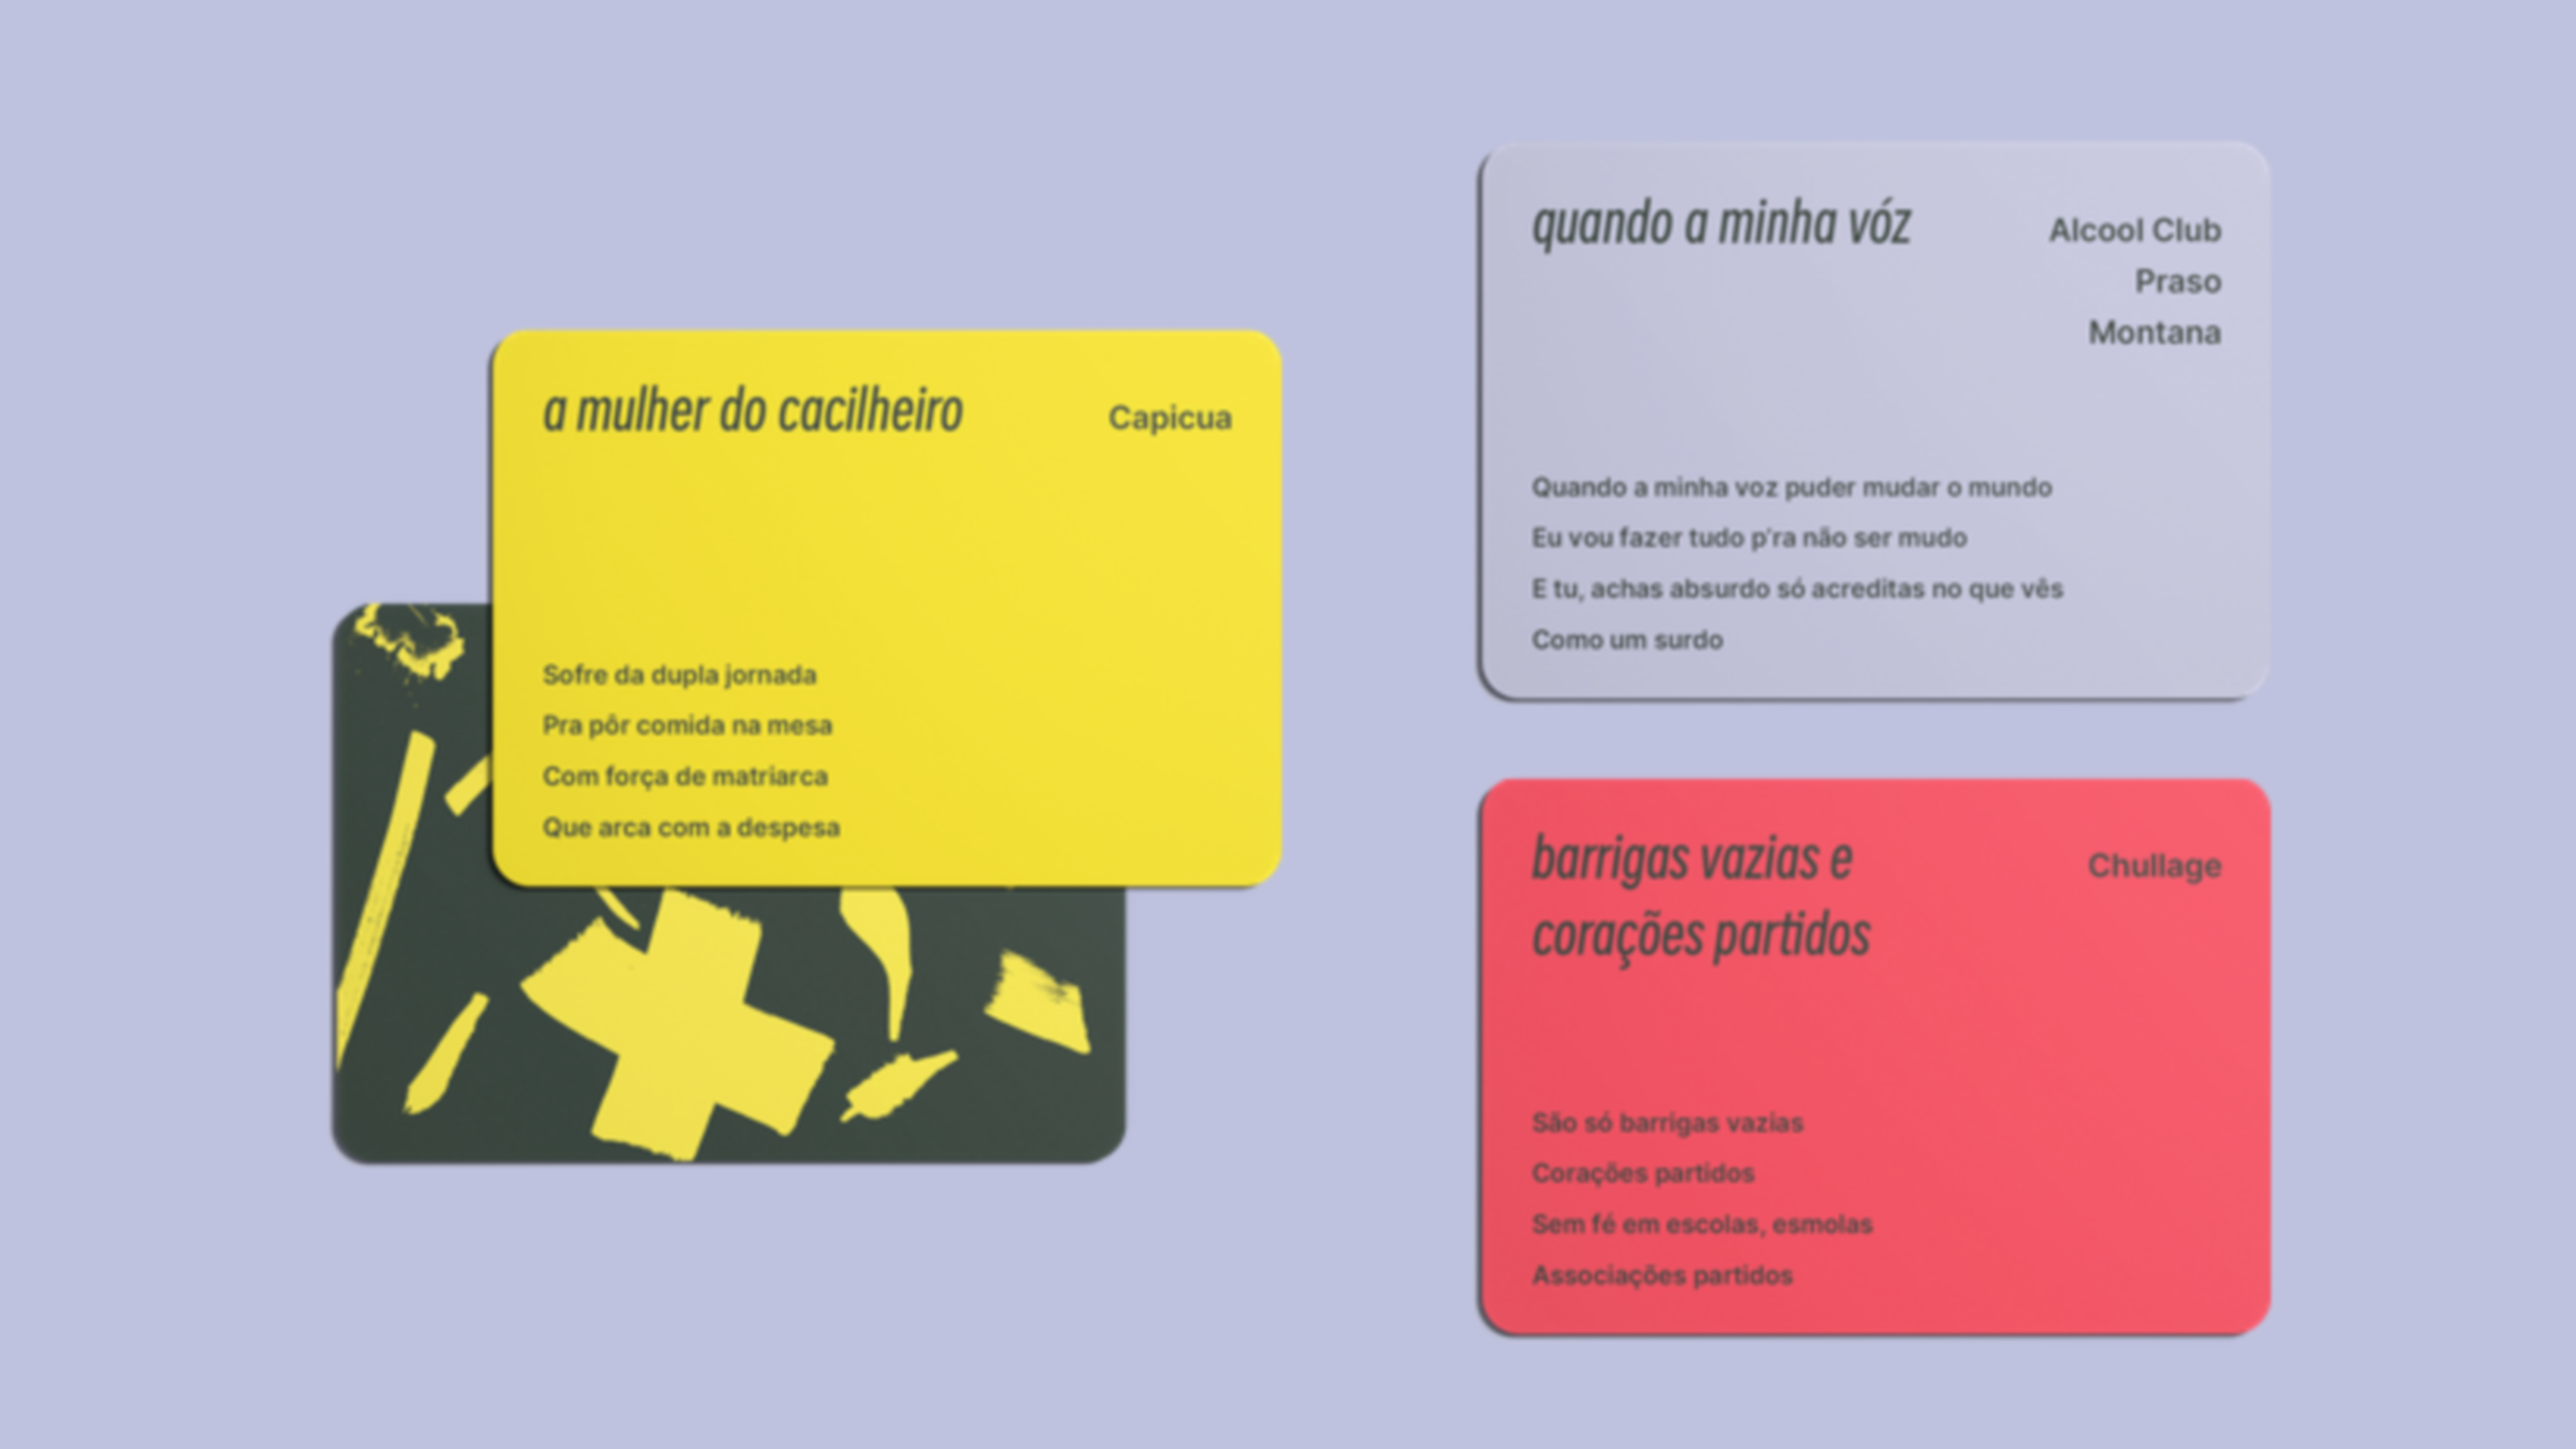 a mulher do cacilheiro
Capicua
Sofre da dupla jornada
Pra pôr comida na mesa
Com força de matriarca
Que arca com a despesa
quando a minha vóz
Alcool Club
Praso
Montana
Quando a minha voz puder mudar o mundo
Eu vou fazer tudo p'ra não ser mudo
E tu, achas absurdo só acreditas no que vês
Como um surdo
barrigas vazias e
corações partidos
Chullage
São só barrigas vazias
Corações partidos
Sem fé em escolas, esmolas
Associações partidos